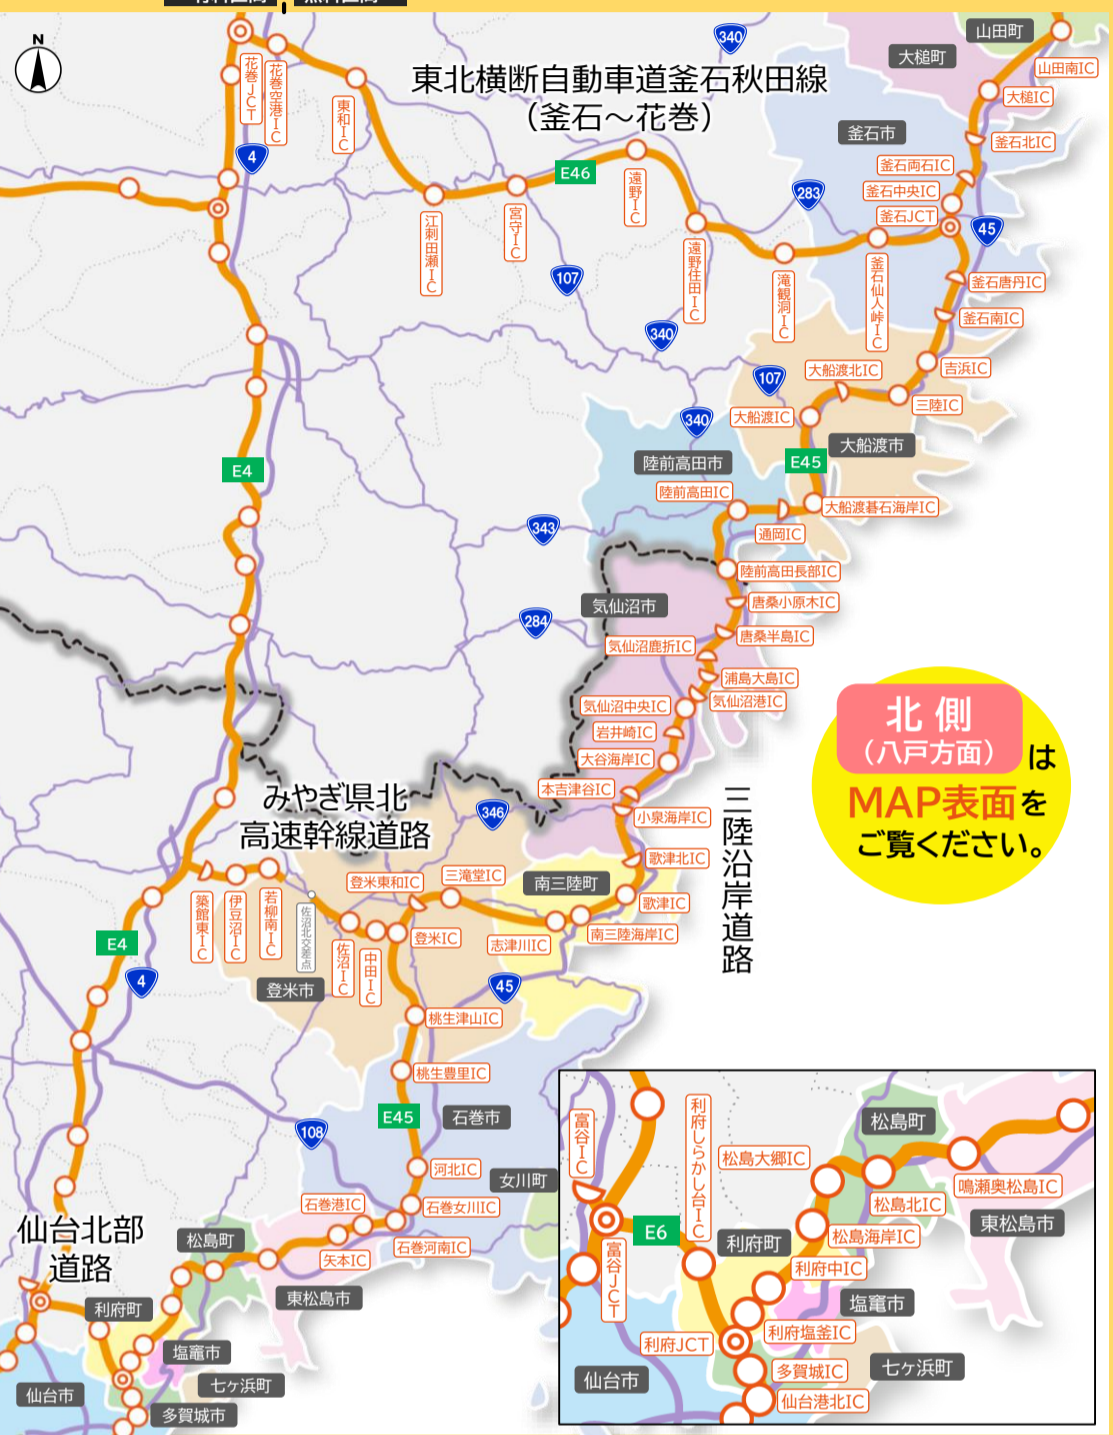 N
340
山田町
大槌町
山田南IC
大槌IC
東北横断自動車道釜石秋田線
（釜石～花巻）
花巻JCT
花巻空港IC
東和IC
釜石市
釜石北IC
4
釜石両石IC
E46
遠野IC
283
釜石中央IC
釜石JCT
45
江刺田瀬IC
宮守IC
遠野住田IC
107
滝観洞IC
釜石仙人峠IC
釜石唐丹IC
釜石南IC
340
吉浜IC
大船渡北IC
107
三陸IC
大船渡IC
340
大船渡市
陸前高田市
E45
E4
陸前高田IC
大船渡碁石海岸IC
343
通岡IC
陸前高田長部IC
気仙沼市
唐桑小原木IC
284
唐桑半島IC
気仙沼鹿折IC
浦島大島IC
気仙沼港IC
気仙沼中央IC
岩井崎IC
大谷海岸IC
北側
（八戸方面）
は
MAP表面を
ご覧ください。
本吉津谷IC
小泉海岸IC
三陸沿岸道路
みやぎ県北
高速幹線道路
346
歌津北IC
三滝堂IC
登米東和IC
南三陸町
歌津IC
築館東IC
伊豆沼IC
若柳南IC
佐沼北交差点
佐沼IC
中田IC
登米IC
志津川IC
南三陸海岸IC
E4
4
登米市
45
桃生津山IC
桃生豊里IC
E45
石巻市
108
河北IC
女川町
石巻港IC
石巻女川IC
石巻河南IC
矢本IC
仙台北部
道路
松島町
東松島市
利府町
塩竈市
七ヶ浜町
仙台市
多賀城市
富谷IC
利府しらかし台IC
松島町
松島大郷IC
鳴瀬奥松島IC
松島北IC
東松島市
E6
利府町
松島海岸IC
富谷JCT
利府中IC
塩竈市
利府塩釜IC
利府JCT
多賀城IC
七ヶ浜町
仙台市
仙台港北IC